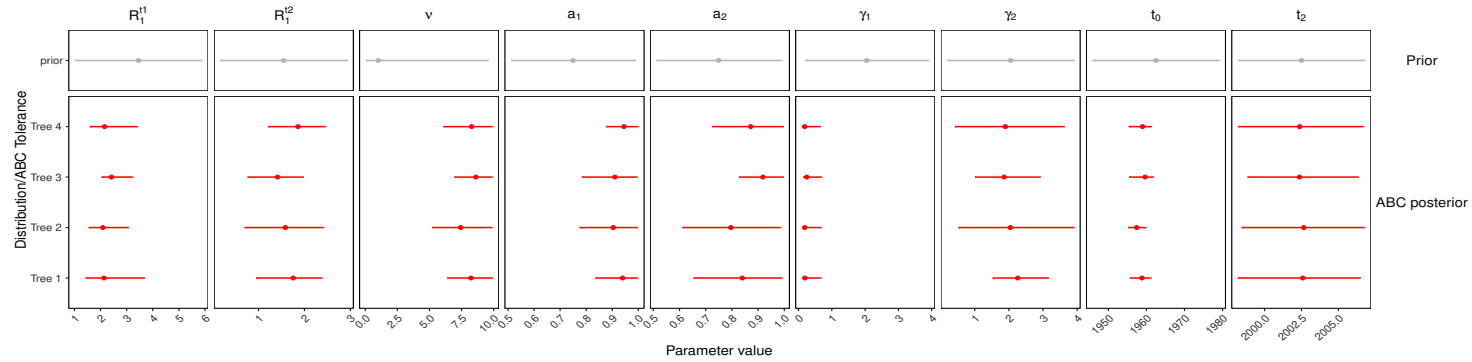 R₁ᵗ¹ R₁ᵗ² ν a₁ a₂ γ₁ γ₂ t₀ t₂
prior
Prior
Distribution/ABC Tolerance
Tree 4
Tree 3
Tree 2
Tree 1
ABC posterior
1 2 3 4 5 6 1 2 3 0.0 2.5 5.0 7.5 10.0 0.5 0.6 0.7 0.8 0.9 1.0 0.5 0.6 0.7 0.8 0.9 1.0 0 1 2 3 4 0 1 2 3 4 1950 1960 1970 1980 2000.0 2002.5 2005.0
Parameter value